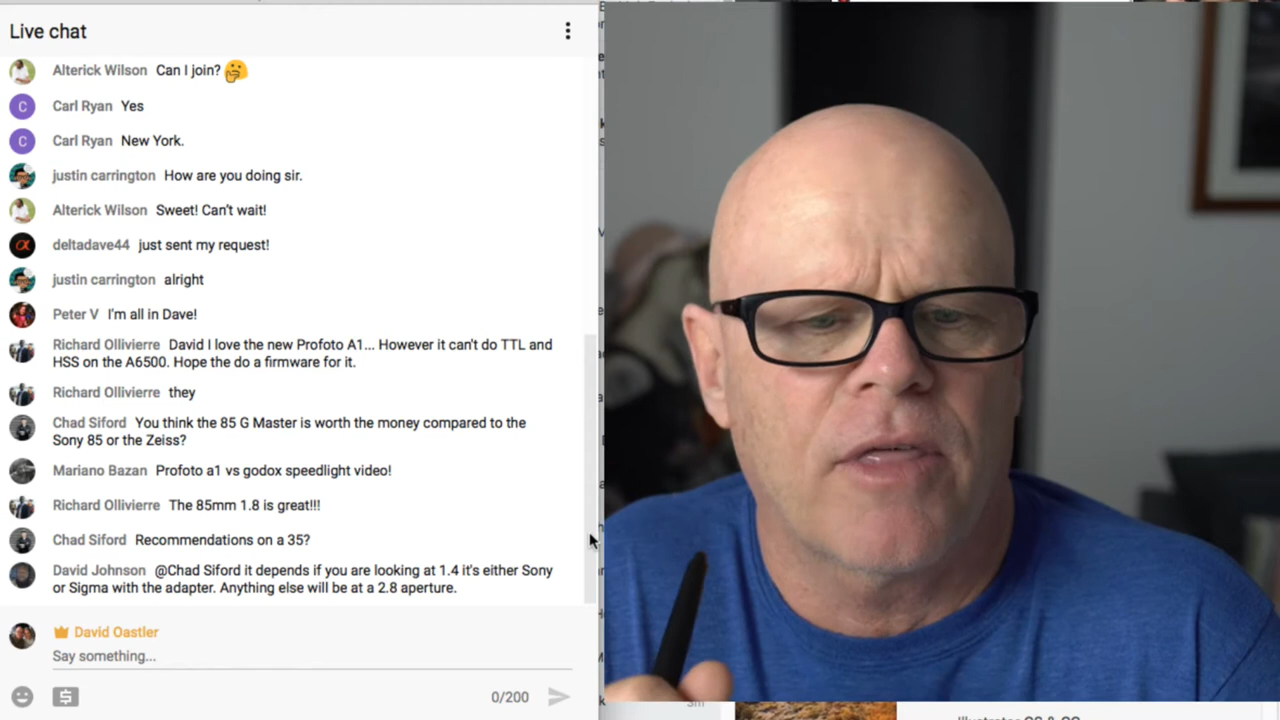 Live chat
Alterick Wilson Can I join? 🤔
C Carl Ryan Yes
C Carl Ryan New York.
justin carrington How are you doing sir.
Alterick Wilson Sweet! Can't wait!
deltadave44 just sent my request!
justin carrington alright
Peter V I'm all in Dave!
Richard Ollivierre David I love the new Profoto A1... However it can't do TTL and
HSS on the A6500. Hope the do a firmware for it.
Richard Ollivierre they
Chad Siford You think the 85 G Master is worth the money compared to the
Sony 85 or the Zeiss?
Mariano Bazan Profoto a1 vs godox speedlight video!
Richard Ollivierre The 85mm 1.8 is great!!!
Chad Siford Recommendations on a 35?
David Johnson @Chad Siford it depends if you are looking at 1.4 it's either Sony
or Sigma with the adapter. Anything else will be at a 2.8 aperture.
David Oastler
Say something...
0/200
3m